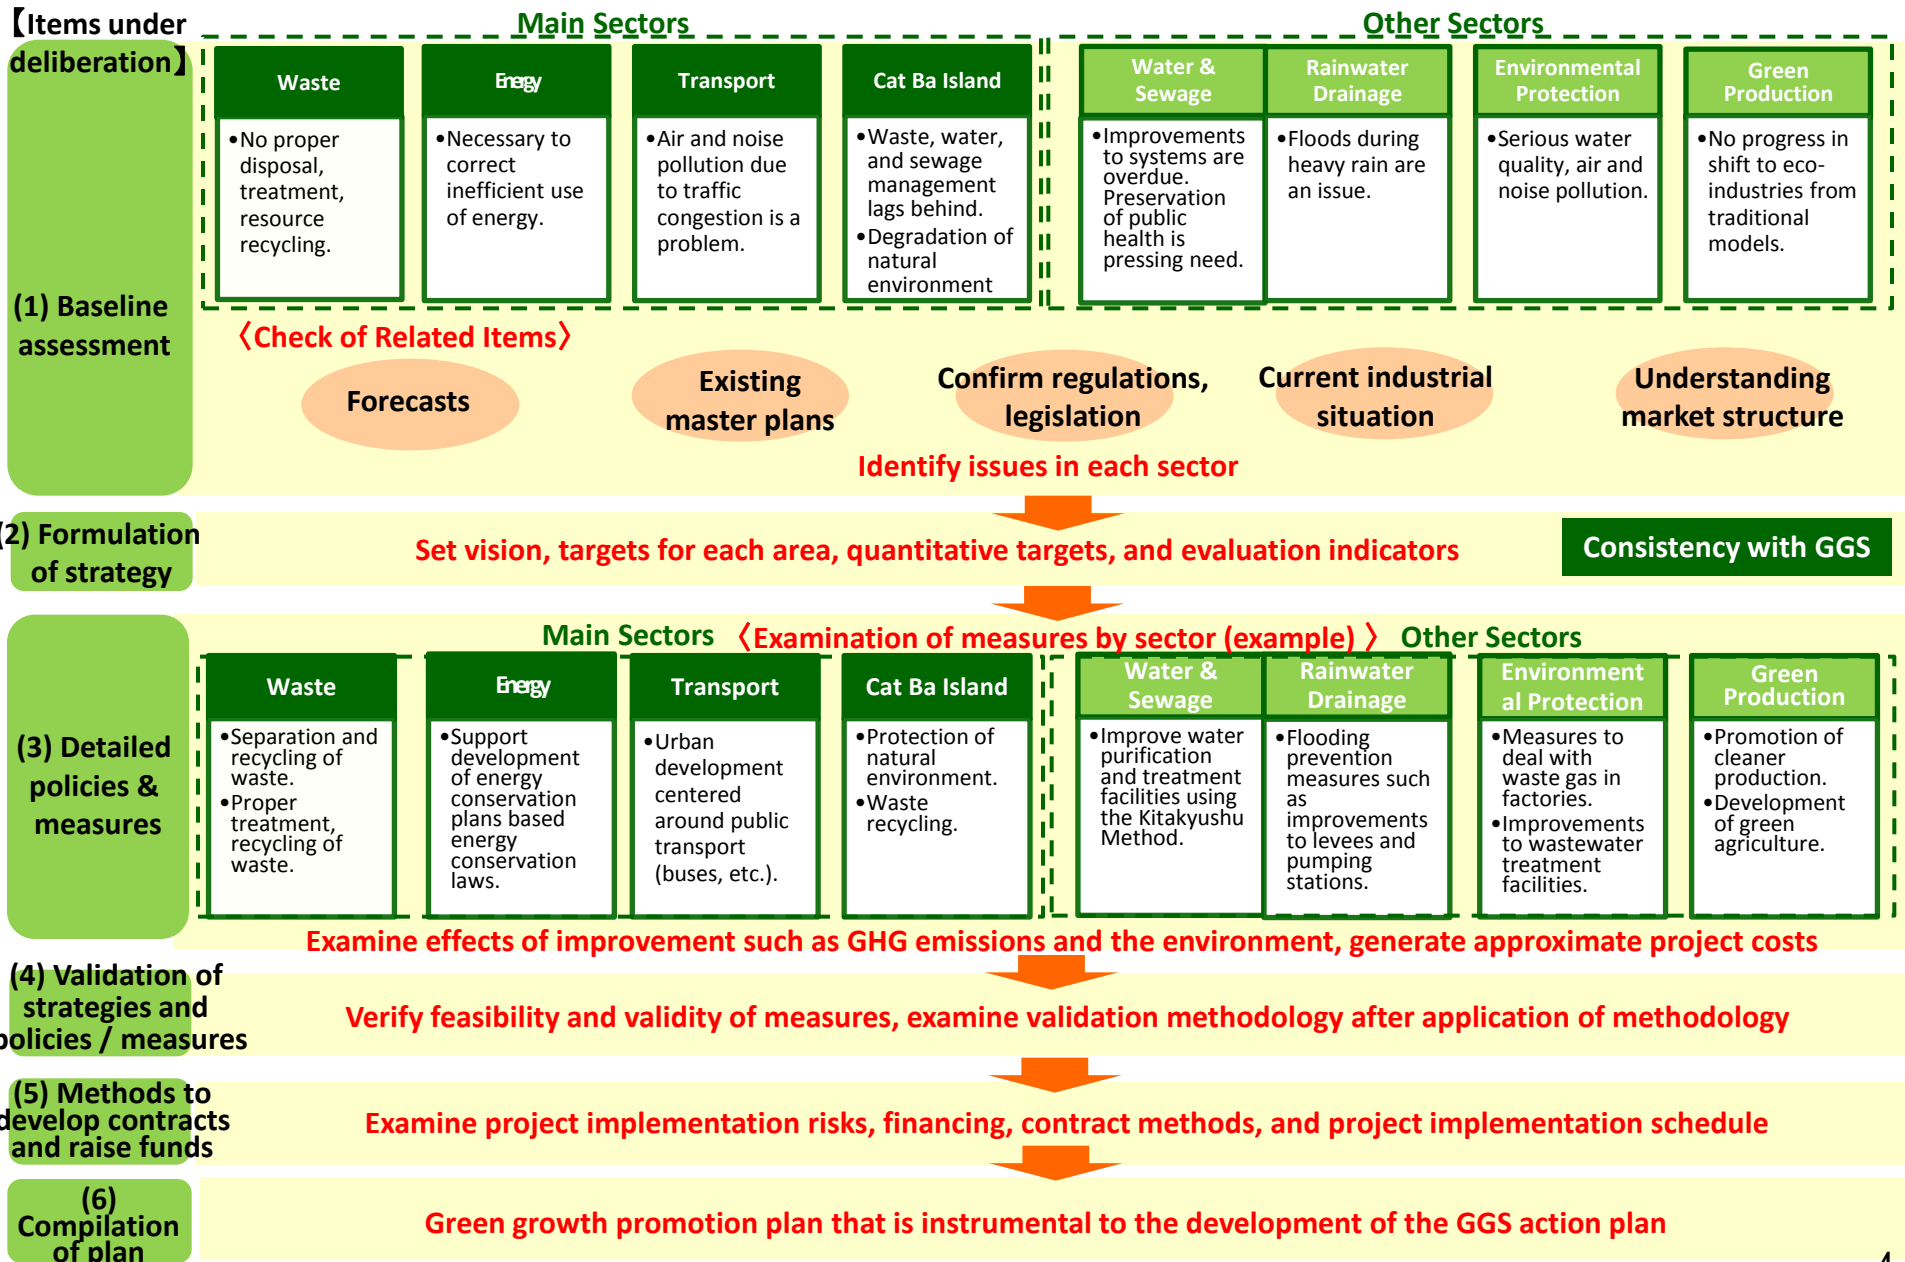 【Items under
deliberation】
Main Sectors
Other Sectors
Waste
•No proper
disposal,
treatment,
resource
recycling.
Energy
•Necessary to
correct
inefficient use
of energy.
Transport
•Air and noise
pollution due
to traffic
congestion is a
problem.
Cat Ba Island
•Waste, water,
and sewage
management
lags behind.
•Degradation of
natural
environment
Water &
Sewage
•Improvements
to systems are
overdue.
Preservation
of public
health is
pressing need.
Rainwater
Drainage
•Floods during
heavy rain are
an issue.
Environmental
Protection
•Serious water
quality, air and
noise pollution.
Green
Production
•No progress in
shift to eco-
industries from
traditional
models.
(1) Baseline
assessment
〈Check of Related Items〉
Forecasts
Existing
master plans
Confirm regulations,
legislation
Current industrial
situation
Understanding
market structure
Identify issues in each sector
(2) Formulation
of strategy
Set vision, targets for each area, quantitative targets, and evaluation indicators
Consistency with GGS
Main Sectors
〈Examination of measures by sector (example) 〉
Other Sectors
(3) Detailed
policies &
measures
Waste
•Separation and
recycling of
waste.
•Proper
treatment,
recycling of
waste.
Energy
•Support
development
of energy
conservation
plans based
energy
conservation
laws.
Transport
•Urban
development
centered
around public
transport
(buses, etc.).
Cat Ba Island
•Protection of
natural
environment.
•Waste
recycling.
Water &
Sewage
•Improve water
purification
and treatment
facilities using
the Kitakyushu
Method.
Rainwater
Drainage
•Flooding
prevention
measures such
as
improvements
to levees and
pumping
stations.
Environment
al Protection
•Measures to
deal with
waste gas in
factories.
•Improvements
to wastewater
treatment
facilities.
Green
Production
•Promotion of
cleaner
production.
•Development
of green
agriculture.
Examine effects of improvement such as GHG emissions and the environment, generate approximate project costs
(4) Validation of
strategies and
policies / measures
Verify feasibility and validity of measures, examine validation methodology after application of methodology
(5) Methods to
develop contracts
and raise funds
Examine project implementation risks, financing, contract methods, and project implementation schedule
(6)
Compilation
of plan
Green growth promotion plan that is instrumental to the development of the GGS action plan
4